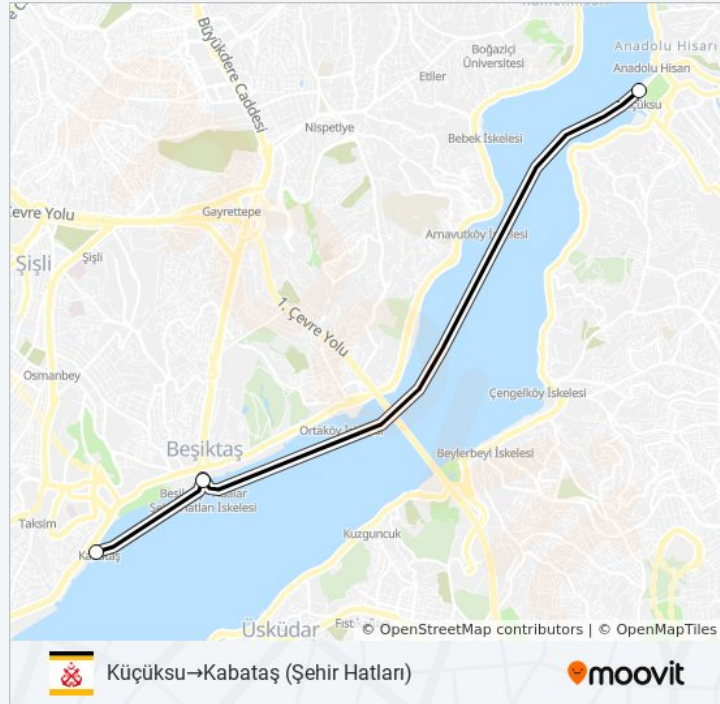 Boğaziçi
Üniversitesi
Anadolu Hisarı
Anadolu Hisarı
Etiler
Büyükdere Caddesi
Nispetiye
Bebek İskelesi
Çevre Yolu
Gayrettepe
Şişli
Şişli
Arnavutköy İskelesi
1. Çevre Yolu
Osmanbey
Çengelköy İskelesi
Ortaköy
Beşiktaş
Beylerbeyi İskelesi
Hatları İskelesi
Taksim
Kuzguncuk
Kabataş
Üsküdar
© OpenStreetMap contributors | © OpenMapTiles
Küçüksu→Kabataş (Şehir Hatları)
moovit